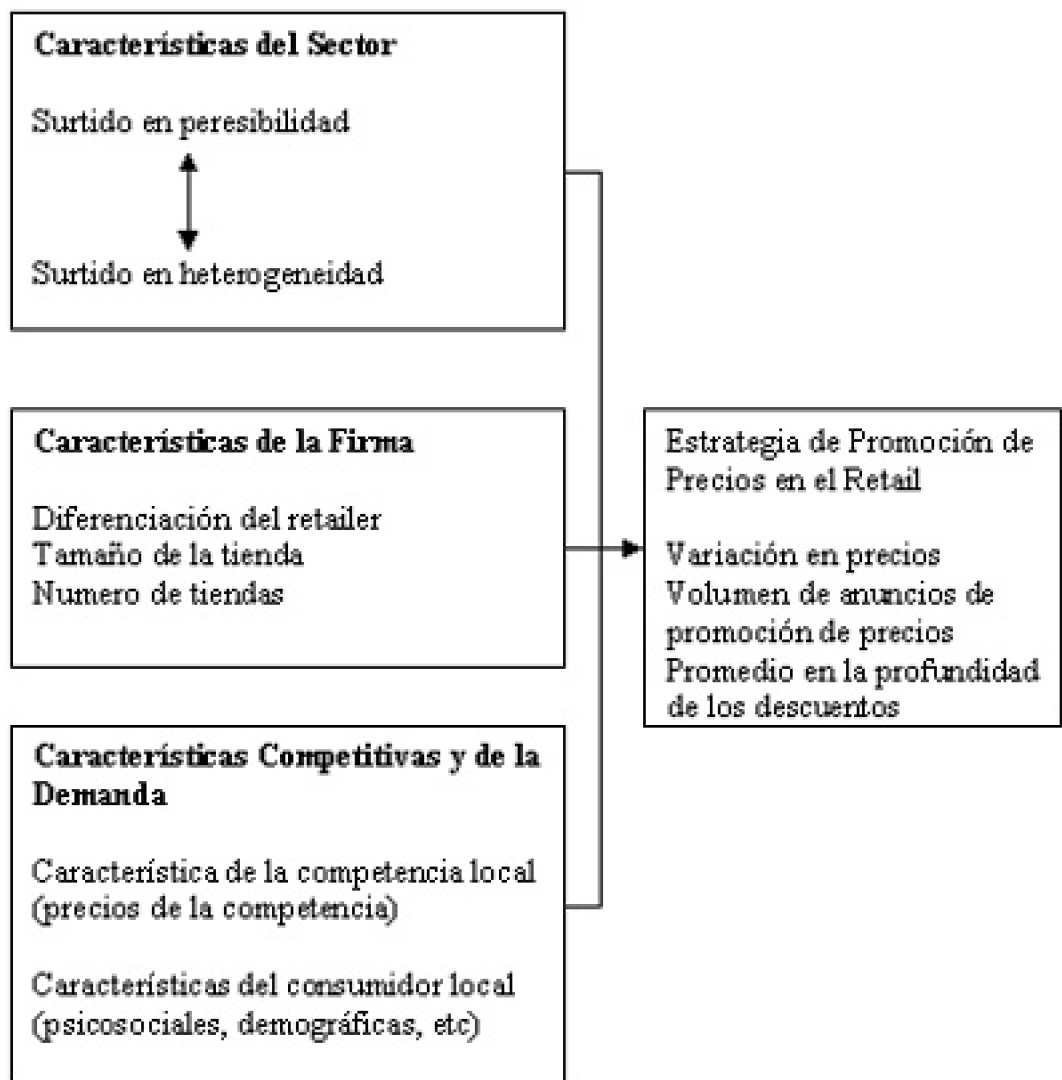 Características del Sector
Surtido en peresibilidad
Surtido en heterogeneidad
Características de la Firma
Diferenciación del retailer
Tamaño de la tienda
Numero de tiendas
Características Competitivas y de la
Demanda
Característica de la competencia local
(precios de la competencia)
Características del consumidor local
(psicosociales, demográficas, etc)
Estrategia de Promoción de
Precios en el Retail
Variación en precios
Volumen de anuncios de
promoción de precios
Promedio en la profundidad
de los descuentos